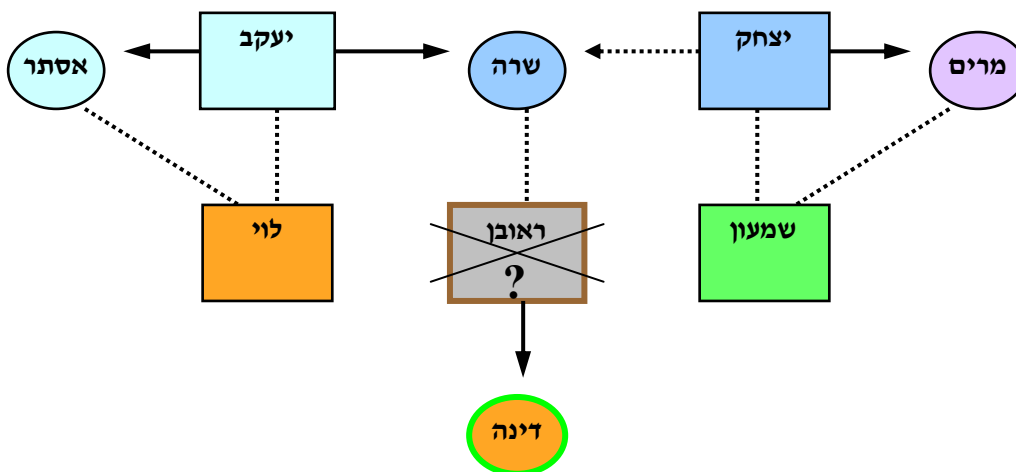 מרים
יצחק
שרה
יעקב
אסתר
שמעון
ראובן
?
לוי
דינה